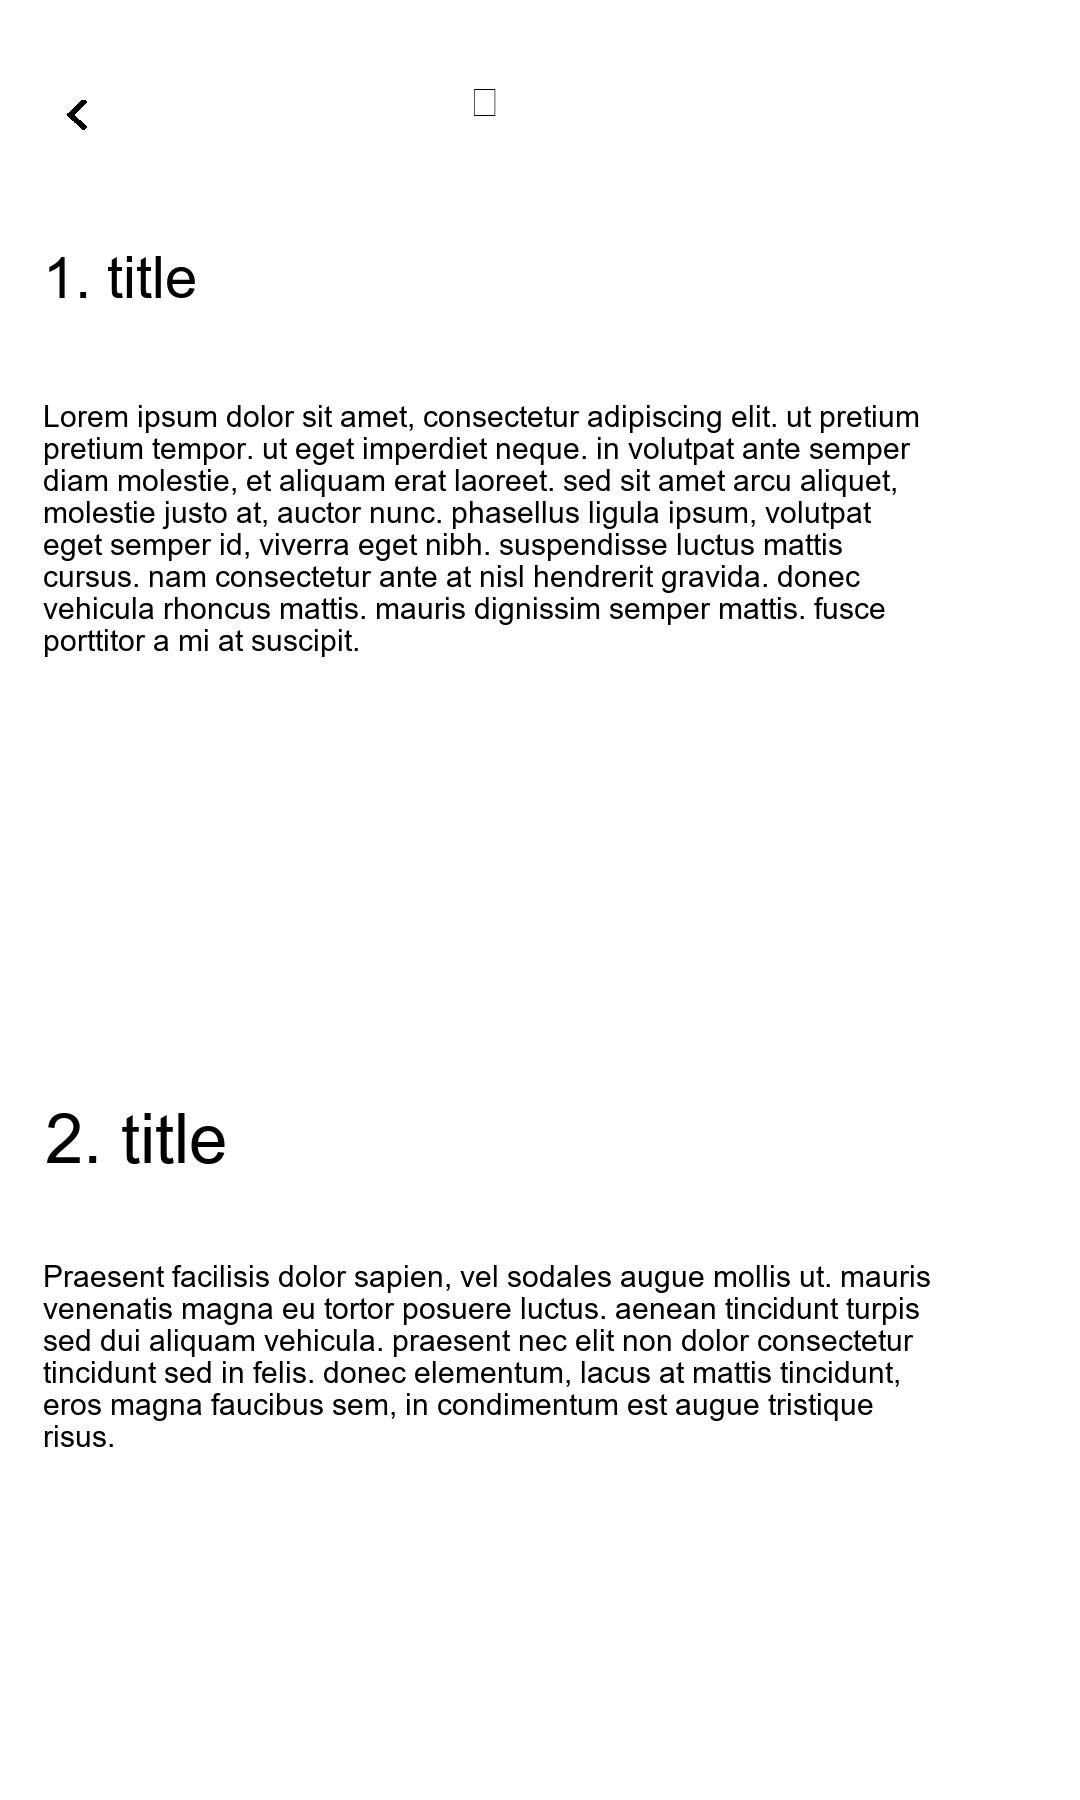 1. title
Lorem ipsum dolor sit amet, consectetur adipiscing elit. ut pretium
pretium tempor. ut eget imperdiet neque. in volutpat ante semper
diam molestie, et aliquam erat laoreet. sed sit amet arcu aliquet,
molestie justo at, auctor nunc. phasellus ligula ipsum, volutpat
eget semper id, viverra eget nibh. suspendisse luctus mattis
cursus. nam consectetur ante at nisl hendrerit gravida. donec
vehicula rhoncus mattis. mauris dignissim semper mattis. fusce
porttitor a mi at suscipit.
2. title
Praesent facilisis dolor sapien, vel sodales augue mollis ut. mauris
venenatis magna eu tortor posuere luctus. aenean tincidunt turpis
sed dui aliquam vehicula. praesent nec elit non dolor consectetur
tincidunt sed in felis. donec elementum, lacus at mattis tincidunt,
eros magna faucibus sem, in condimentum est augue tristique
risus.